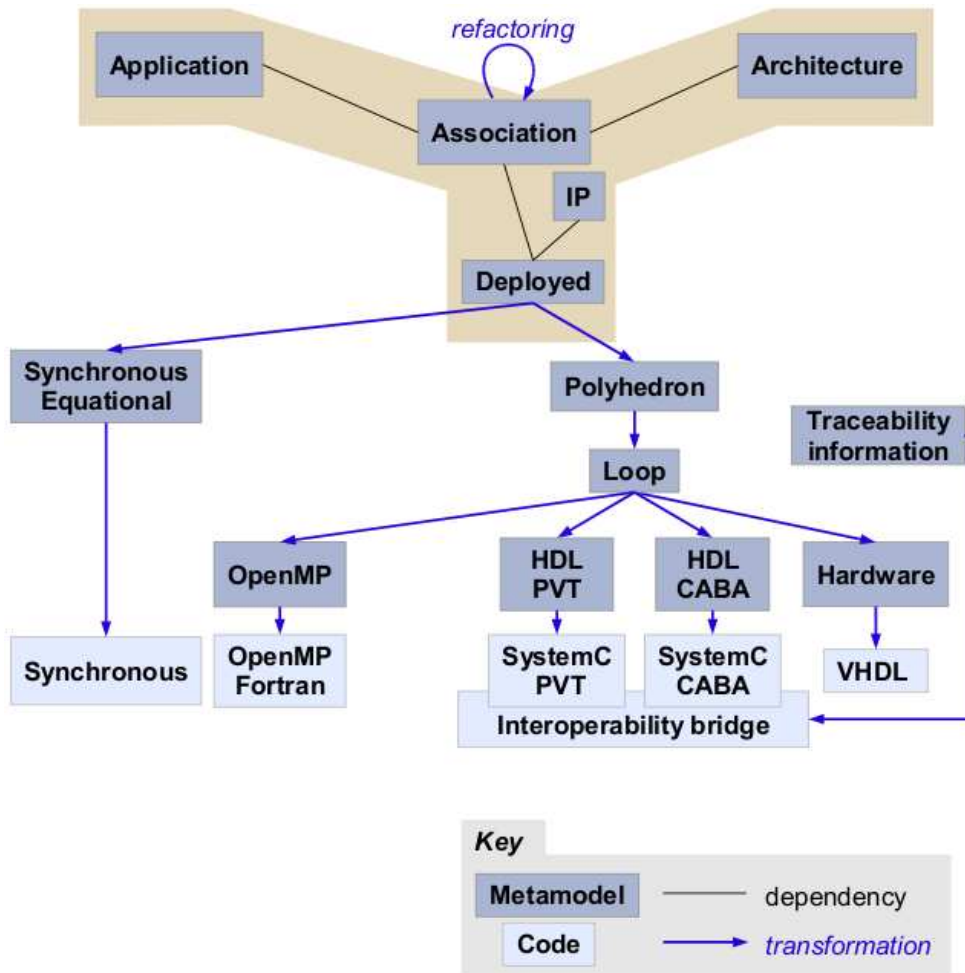 refactoring
Application
Architecture
Association
IP
Deployed
Synchronous
Equational
Polyhedron
Traceability
information
Loop
OpenMP
HDL
PVT
HDL
CABA
Hardware
Synchronous
OpenMP
Fortran
SystemC
PVT
SystemC
CABA
VHDL
Interoperability bridge
Key
Metamodel
dependency
Code
transformation